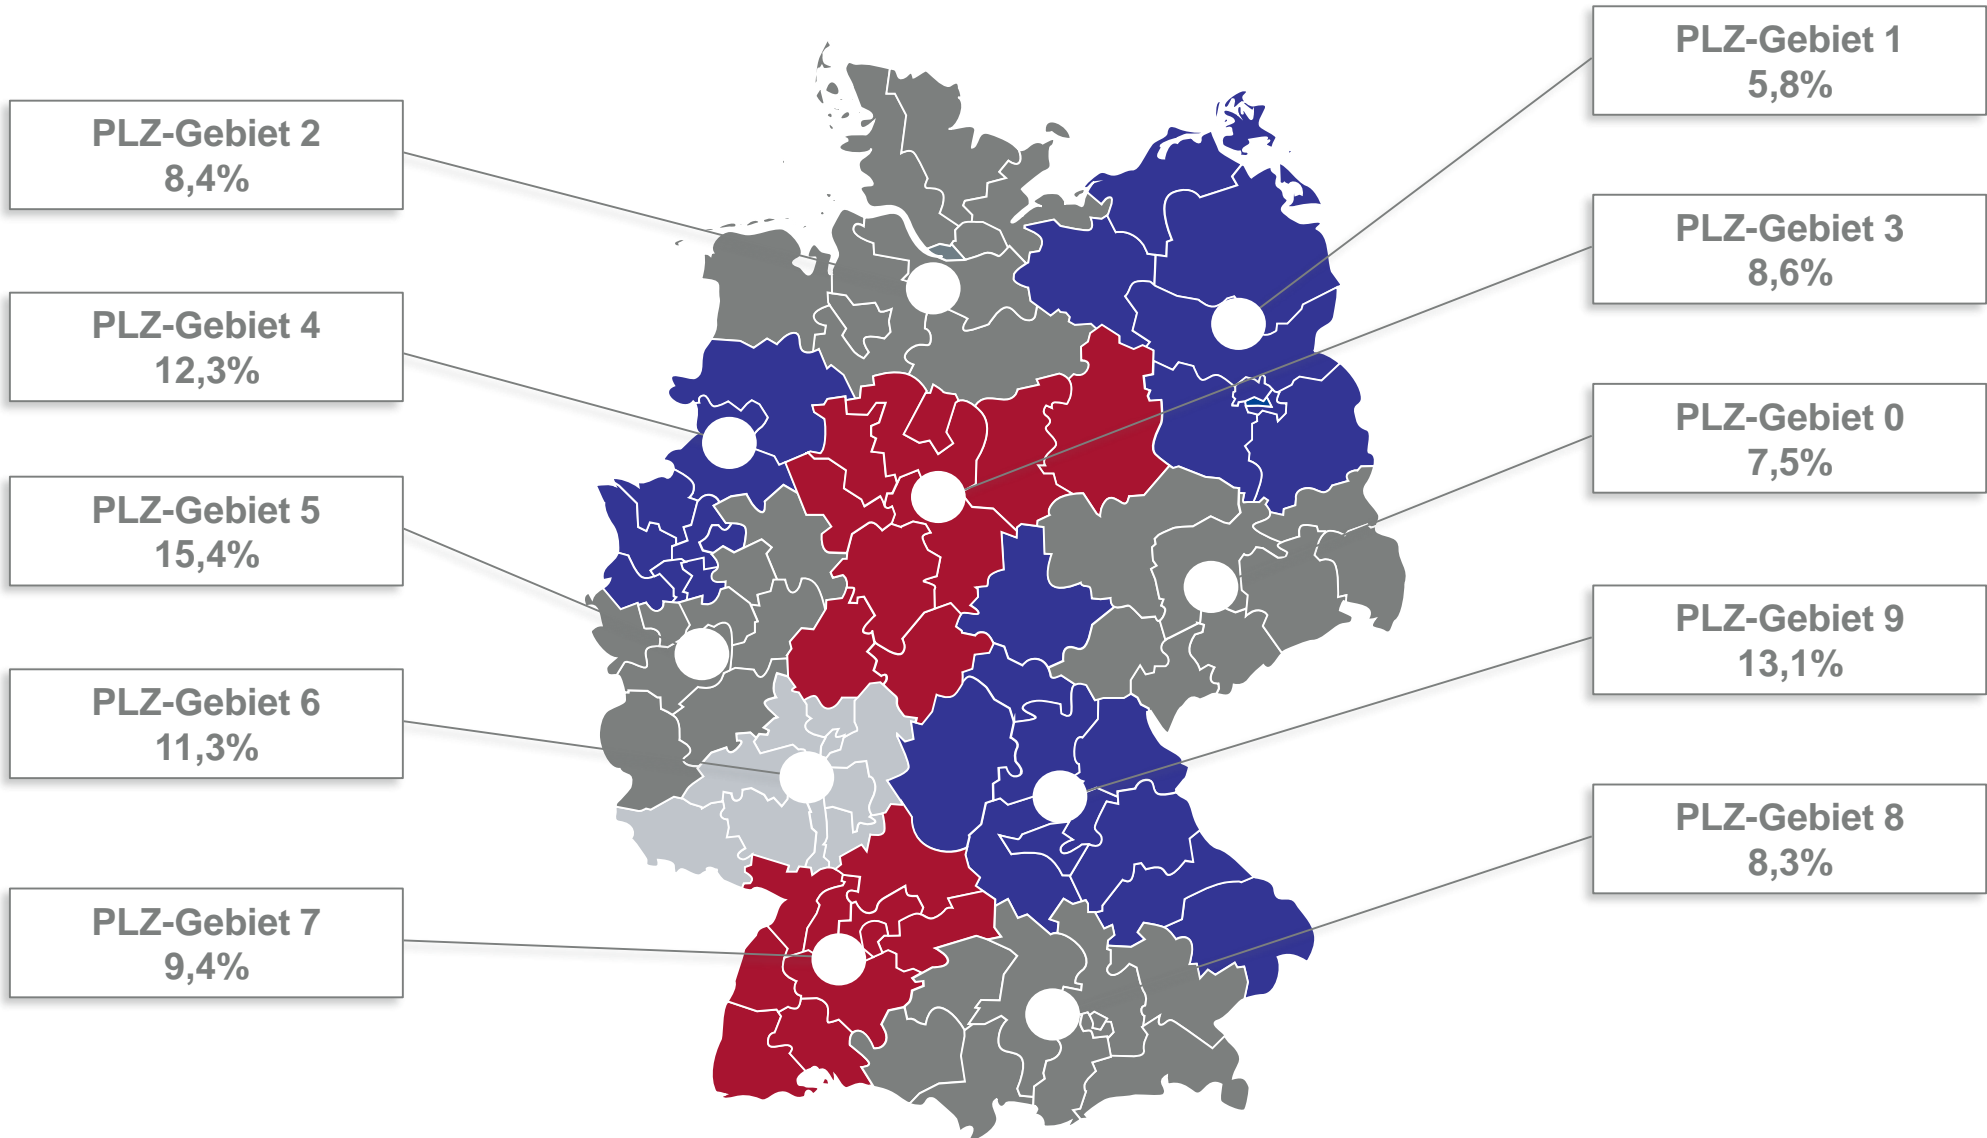 PLZ-Gebiet 2
8,4%
PLZ-Gebiet 4
12,3%
PLZ-Gebiet 5
15,4%
PLZ-Gebiet 6
11,3%
PLZ-Gebiet 7
9,4%
PLZ-Gebiet 1
5,8%
PLZ-Gebiet 3
8,6%
PLZ-Gebiet 0
7,5%
PLZ-Gebiet 9
13,1%
PLZ-Gebiet 8
8,3%